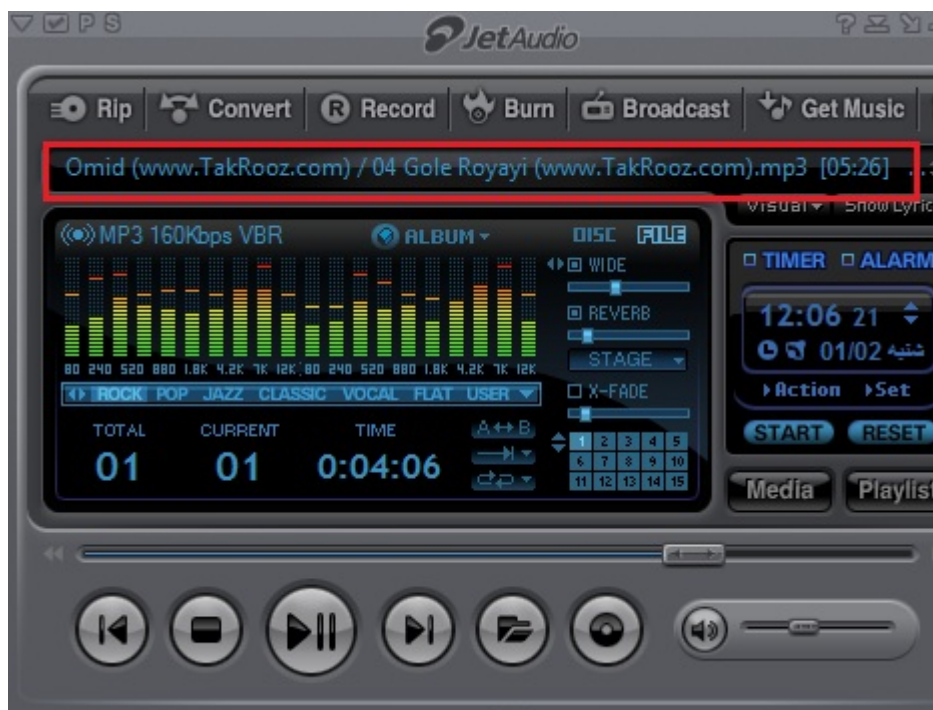 P S
JetAudio
Rip Convert Record Burn Broadcast Get Music
Omid (www.TakRooz.com) / 04 Gole Royayi (www.TakRooz.com).mp3 [05:26]
Visual Show Lyric
MP3 160Kbps VBR ALBUM DISC FILE
WIDE
REVERB
STAGE
X-FADE
80 240 520 880 1.8K 4.2K 7K 12K 80 240 520 880 1.8K 4.2K 7K 12K
ROCK POP JAZZ CLASSIC VOCAL FLAT USER
TOTAL CURRENT TIME A B
01 01 0:04:06
1 2 3 4 5
6 7 8 9 10
11 12 13 14 15
TIMER ALARM
12:06 21
01/02 شنبه
Action Set
START RESET
Media Playlis